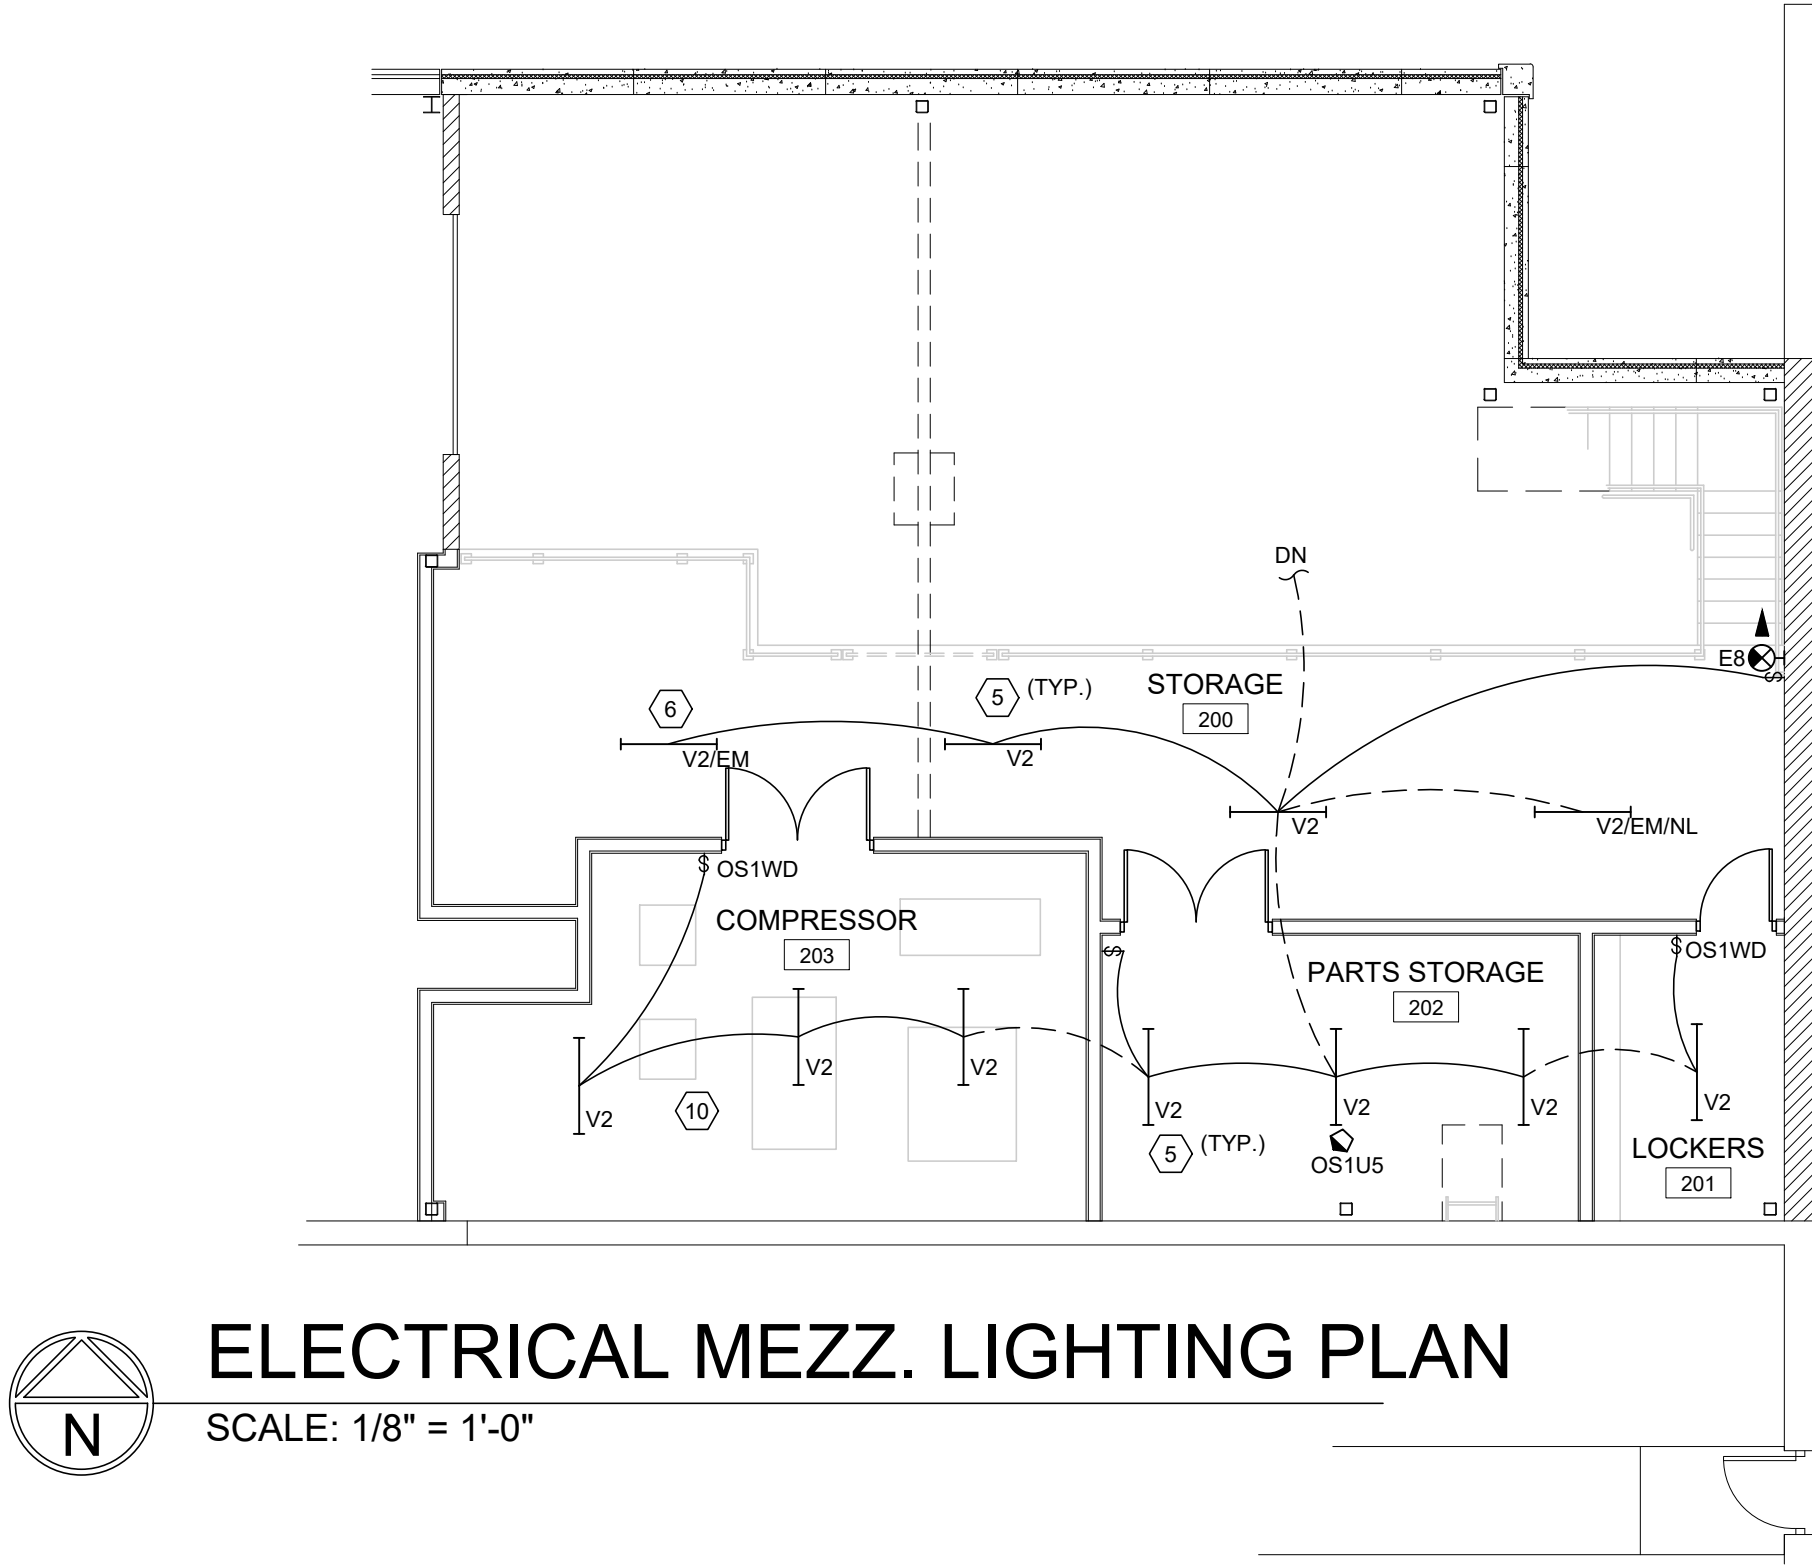 DN
E8
S
6
5 (TYP.)
STORAGE
200
V2/EM
V2
V2
V2/EM/NL
S OS1WD
COMPRESSOR
203
S
S OS1WD
PARTS STORAGE
202
V2
V2
V2
V2
V2
V2
V2
10
5 (TYP.)
OS1U5
LOCKERS
201
ELECTRICAL MEZZ. LIGHTING PLAN
N
SCALE: 1/8" = 1'-0"